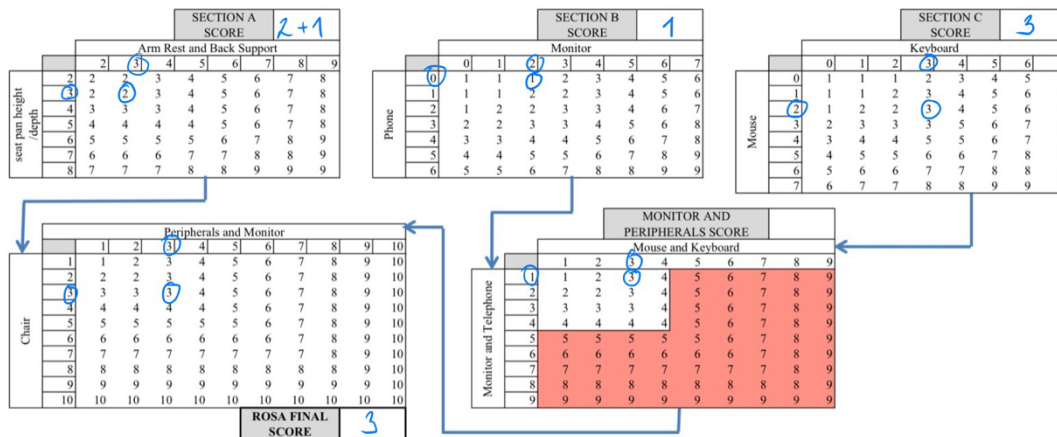 SECTION A SCORE 2+1
Arm Rest and Back Support
2 3 4 5 6 7 8 9
seat pan height /depth
2 2 2 3 4 5 6 7 8
3 2 2 3 4 5 6 7 8
4 3 3 3 4 5 6 7 8
5 4 4 4 4 5 6 7 8
6 5 5 5 5 6 7 8 9
7 6 6 6 7 7 8 8 9
8 7 7 7 8 8 9 9 9
SECTION B SCORE 1
Monitor
0 1 2 3 4 5 6 7
Phone
0 1 1 1 2 3 4 5 6
1 1 1 2 2 3 4 5 6
2 1 2 2 3 3 4 6 7
3 2 2 3 3 4 5 6 8
4 3 3 4 4 5 6 7 8
5 4 4 5 5 6 7 8 9
6 5 5 6 7 8 8 9 9
SECTION C SCORE 3
Keyboard
0 1 2 3 4 5 6
Mouse
0 1 1 1 2 3 4 5
1 1 1 2 3 4 5 6
2 1 2 2 3 4 5 6
3 2 3 3 3 5 6 7
4 3 4 4 5 5 6 7
5 4 5 5 6 6 7 8
6 5 6 6 7 7 8 8
7 6 7 7 8 8 9 9
Peripherals and Monitor
1 2 3 4 5 6 7 8 9 10
Chair
1 1 2 3 4 5 6 7 8 9 10
2 2 2 3 4 5 6 7 8 9 10
3 3 3 3 4 5 6 7 8 9 10
4 4 4 4 4 5 6 7 8 9 10
5 5 5 5 5 5 6 7 8 9 10
6 6 6 6 6 6 6 7 8 9 10
7 7 7 7 7 7 7 7 8 9 10
8 8 8 8 8 8 8 8 8 9 10
9 9 9 9 9 9 9 9 9 9 10
10 10 10 10 10 10 10 10 10 10 10
ROSA FINAL SCORE 3
MONITOR AND PERIPHERALS SCORE
Mouse and Keyboard
1 2 3 4 5 6 7 8 9
Monitor and Telephone
1 1 2 3 4 5 6 7 8 9
2 2 2 3 4 5 6 7 8 9
3 3 3 3 4 5 6 7 8 9
4 4 4 4 4 5 6 7 8 9
5 5 5 5 5 5 6 7 8 9
6 6 6 6 6 6 6 7 8 9
7 7 7 7 7 7 7 7 8 9
8 8 8 8 8 8 8 8 8 9
9 9 9 9 9 9 9 9 9 9